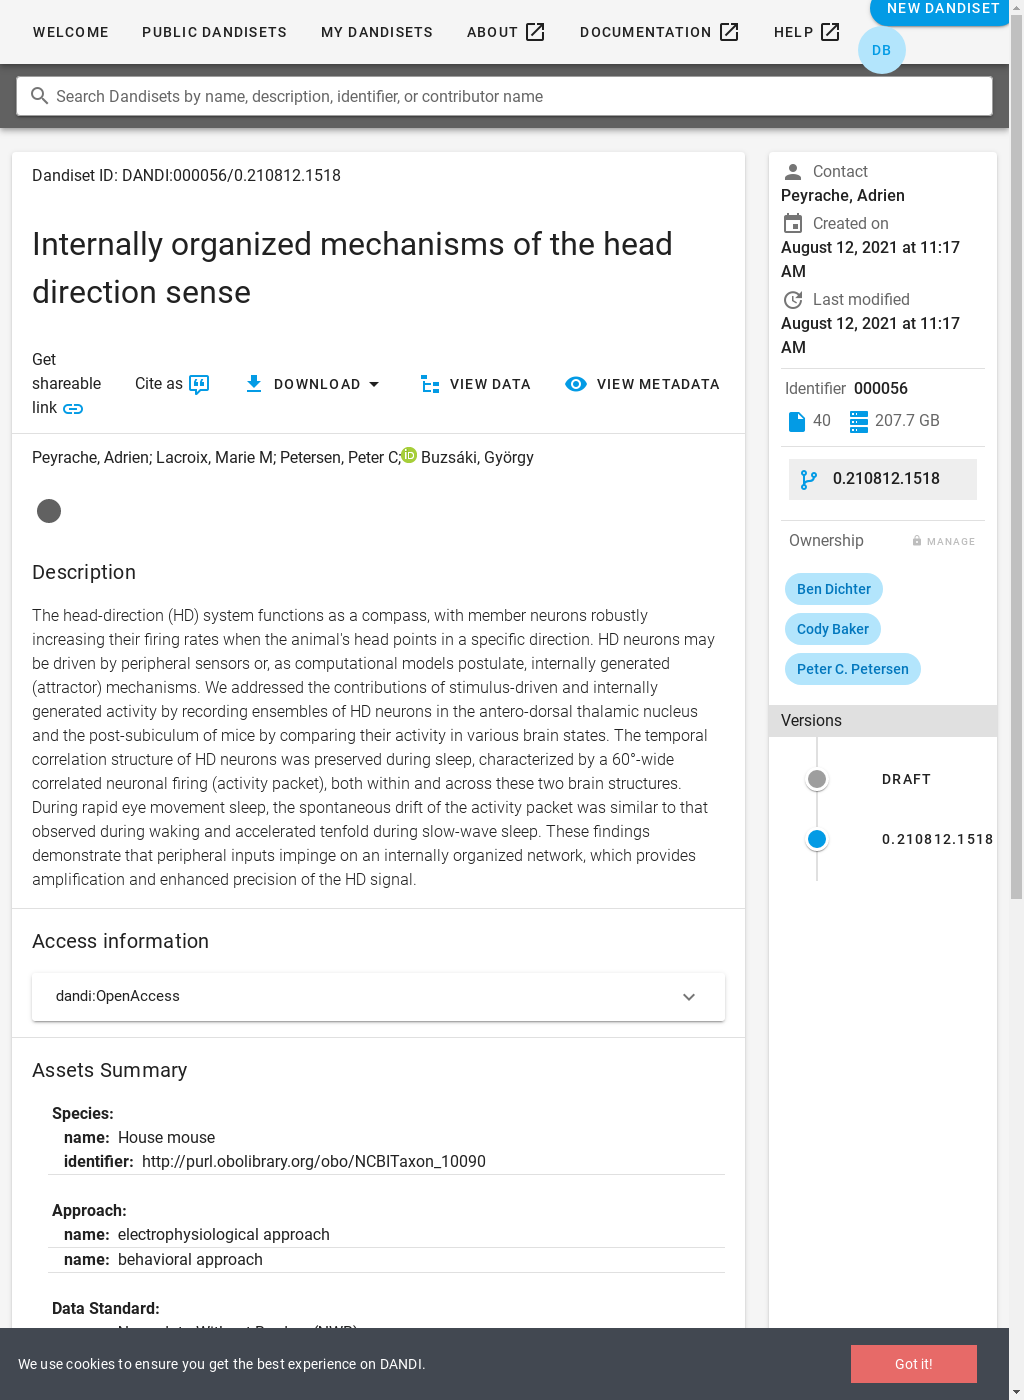 WELCOME PUBLIC DANDISETS MY DANDISETS ABOUT DOCUMENTATION HELP NEW DANDISET
DB
Search Dandisets by name, description, identifier, or contributor name
Dandiset ID: DANDI:000056/0.210812.1518
Internally organized mechanisms of the head
direction sense
Get
shareable
link
Cite as
DOWNLOAD
VIEW DATA
VIEW METADATA
Peyrache, Adrien; Lacroix, Marie M; Petersen, Peter C; iD Buzsáki, György
Description
The head-direction (HD) system functions as a compass, with member neurons robustly
increasing their firing rates when the animal's head points in a specific direction. HD neurons may
be driven by peripheral sensors or, as computational models postulate, internally generated
(attractor) mechanisms. We addressed the contributions of stimulus-driven and internally
generated activity by recording ensembles of HD neurons in the antero-dorsal thalamic nucleus
and the post-subiculum of mice by comparing their activity in various brain states. The temporal
correlation structure of HD neurons was preserved during sleep, characterized by a 60°-wide
correlated neuronal firing (activity packet), both within and across these two brain structures.
During rapid eye movement sleep, the spontaneous drift of the activity packet was similar to that
observed during waking and accelerated tenfold during slow-wave sleep. These findings
demonstrate that peripheral inputs impinge on an internally organized network, which provides
amplification and enhanced precision of the HD signal.
Access information
dandi:OpenAccess
Assets Summary
Species:
name: House mouse
identifier: http://purl.obolibrary.org/obo/NCBITaxon_10090
Approach:
name: electrophysiological approach
name: behavioral approach
Data Standard:
Contact
Peyrache, Adrien
Created on
August 12, 2021 at 11:17
AM
Last modified
August 12, 2021 at 11:17
AM
Identifier 000056
40 207.7 GB
0.210812.1518
Ownership MANAGE
Ben Dichter
Cody Baker
Peter C. Petersen
Versions
DRAFT
0.210812.1518
We use cookies to ensure you get the best experience on DANDI.
Got it!